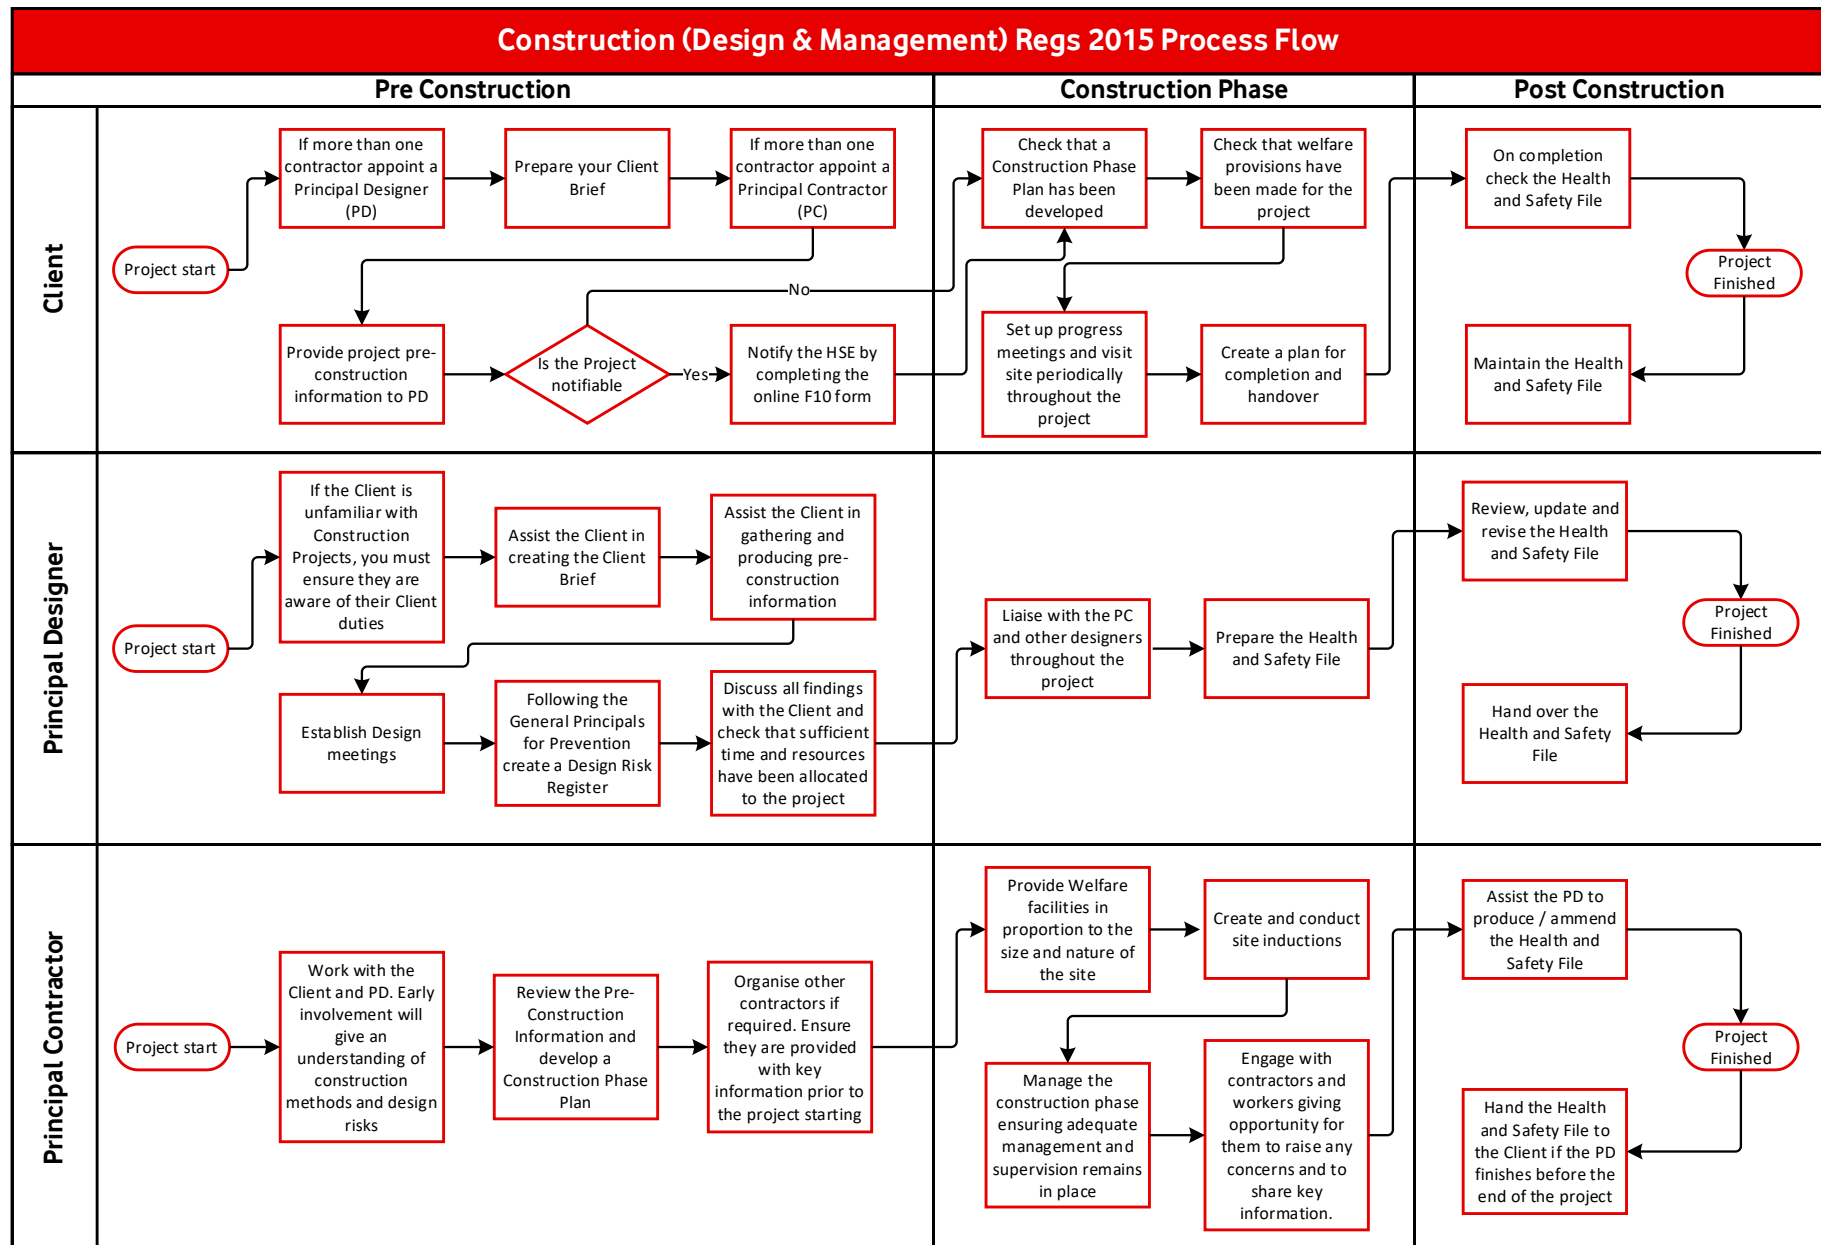 Construction (Design & Management) Regs 2015 Process Flow
Pre Construction
Construction Phase
Post Construction
Client
Project start
If more than one
contractor appoint a
Principal Designer
(PD)
Prepare your Client
Brief
If more than one
contractor appoint a
Principal Contractor
(PC)
Provide project pre-
construction
information to PD
Is the Project
notifiable
No
Yes
Notify the HSE by
completing the
online F10 form
Check that a
Construction Phase
Plan has been
developed
Check that welfare
provisions have
been made for the
project
Set up progress
meetings and visit
site periodically
throughout the
project
Create a plan for
completion and
handover
On completion
check the Health
and Safety File
Project
Finished
Maintain the Health
and Safety File
Principal Designer
Project start
If the Client is
unfamiliar with
Construction
Projects, you must
ensure they are
aware of their Client
duties
Assist the Client in
creating the Client
Brief
Assist the Client in
gathering and
producing pre-
construction
information
Establish Design
meetings
Following the
General Principals
for Prevention
create a Design Risk
Register
Discuss all findings
with the Client and
check that sufficient
time and resources
have been allocated
to the project
Liaise with the PC
and other designers
throughout the
project
Prepare the Health
and Safety File
Review, update and
revise the Health
and Safety File
Project
Finished
Hand over the
Health and Safety
File
Principal Contractor
Project start
Work with the
Client and PD. Early
involvement will
give an
understanding of
construction
methods and design
risks
Review the Pre-
Construction
Information and
develop a
Construction Phase
Plan
Organise other
contractors if
required. Ensure
they are provided
with key
information prior to
the project starting
Provide Welfare
facilities in
proportion to the
size and nature of
the site
Create and conduct
site inductions
Manage the
construction phase
ensuring adequate
management and
supervision remains
in place
Engage with
contractors and
workers giving
opportunity for
them to raise any
concerns and to
share key
information.
Assist the PD to
produce / ammend
the Health and
Safety File
Project
Finished
Hand the Health
and Safety File to
the Client if the PD
finishes before the
end of the project